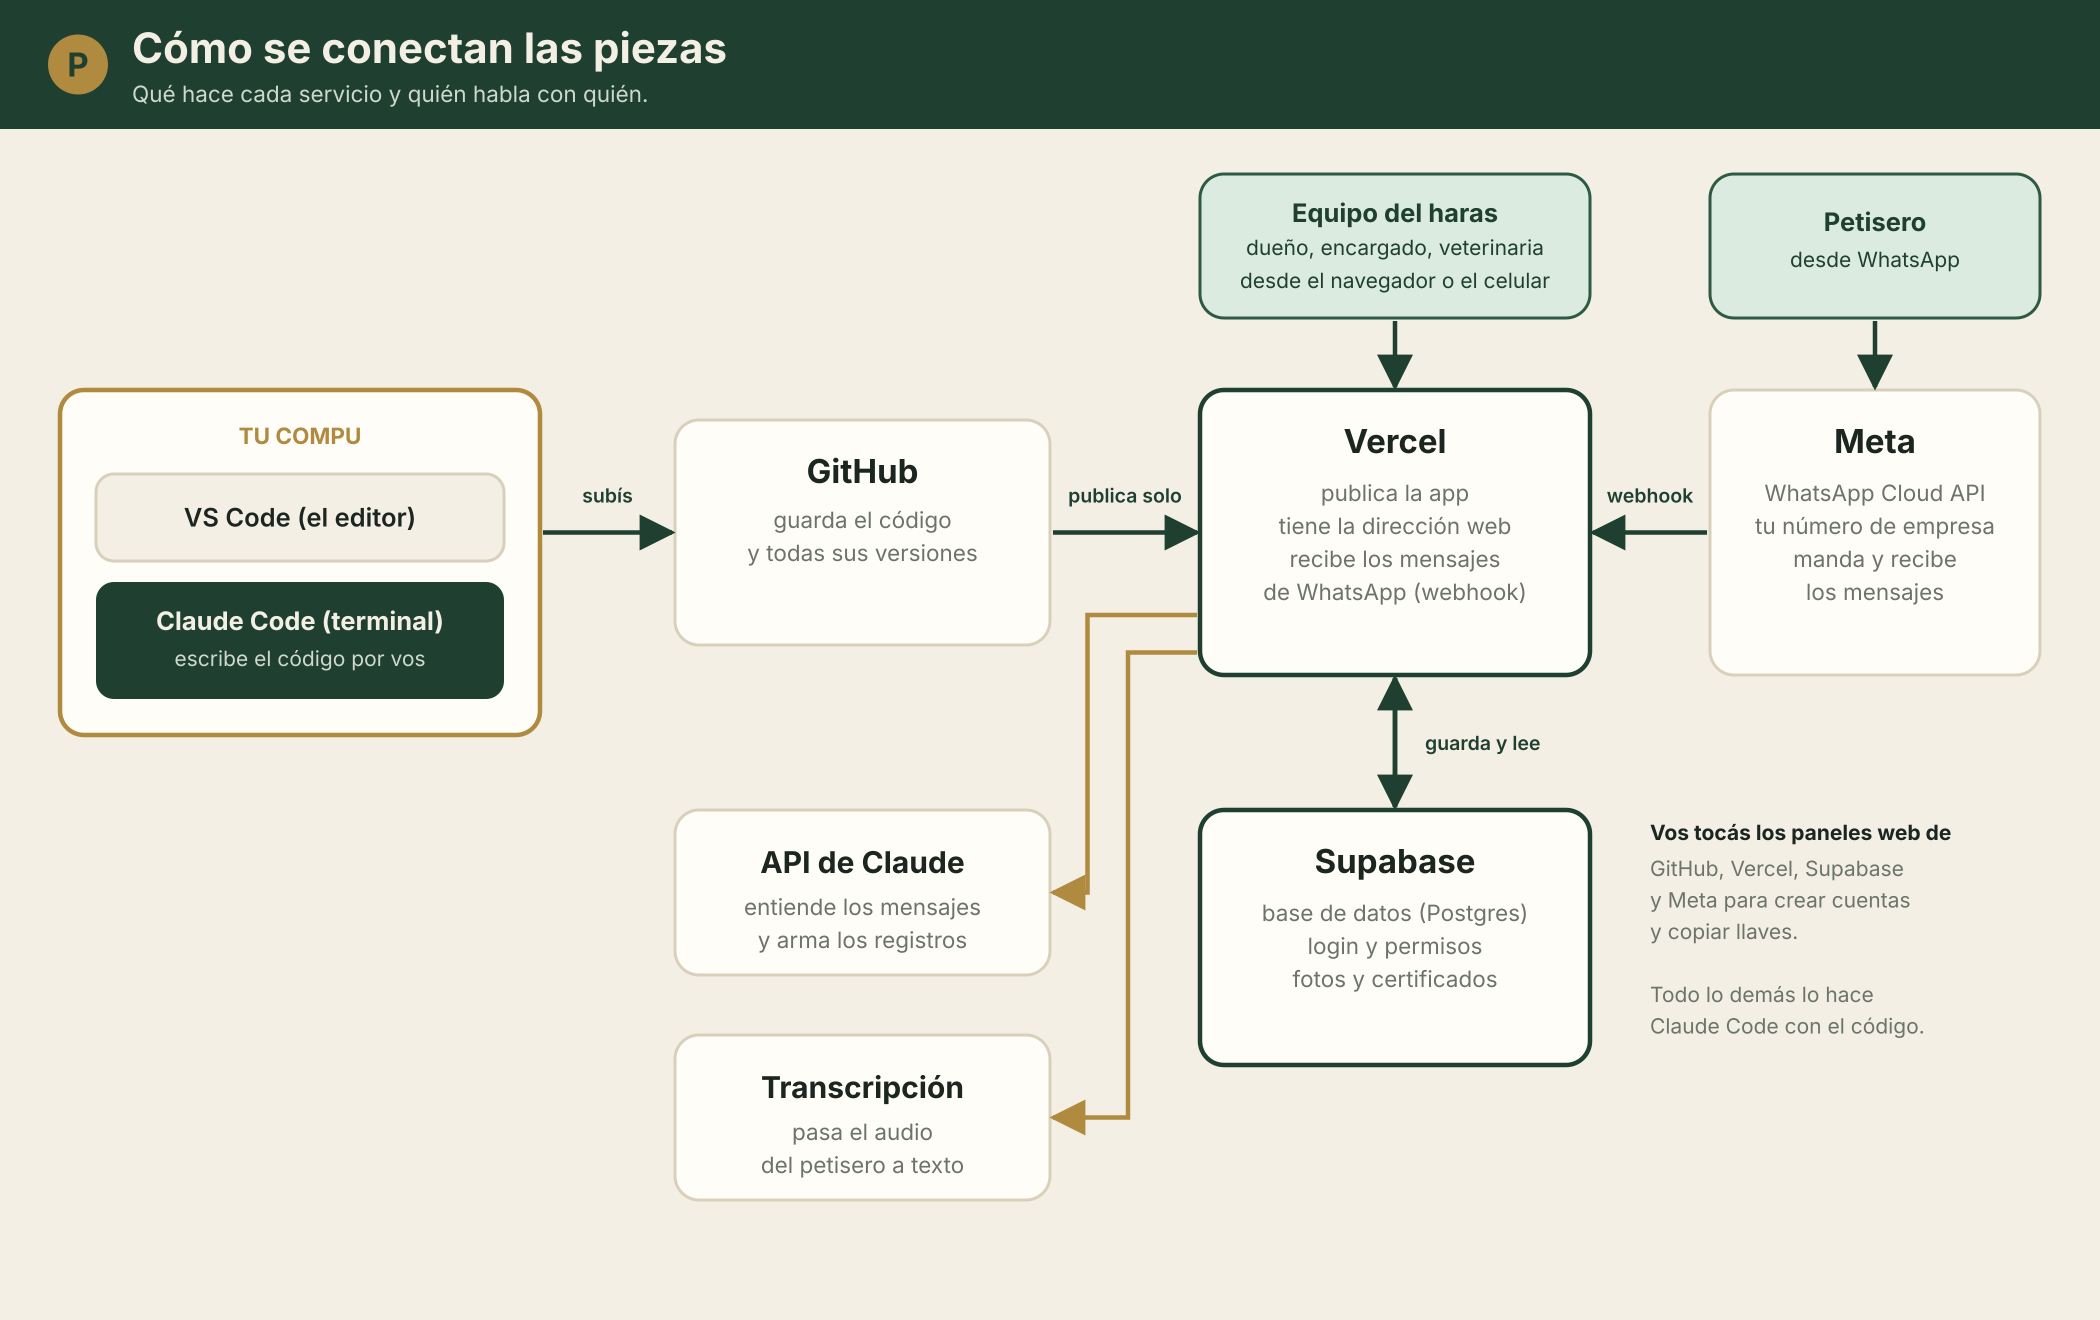 P
Cómo se conectan las piezas
Qué hace cada servicio y quién habla con quién.
Equipo del haras
dueño, encargado, veterinaria
desde el navegador o el celular
Petisero
desde WhatsApp
TU COMPU
VS Code (el editor)
Claude Code (terminal)
escribe el código por vos
subís
GitHub
guarda el código
y todas sus versiones
publica solo
Vercel
publica la app
tiene la dirección web
recibe los mensajes
de WhatsApp (webhook)
webhook
Meta
WhatsApp Cloud API
tu número de empresa
manda y recibe
los mensajes
guarda y lee
API de Claude
entiende los mensajes
y arma los registros
Supabase
base de datos (Postgres)
login y permisos
fotos y certificados
Vos tocás los paneles web de
GitHub, Vercel, Supabase
y Meta para crear cuentas
y copiar llaves.
Todo lo demás lo hace
Claude Code con el código.
Transcripción
pasa el audio
del petisero a texto